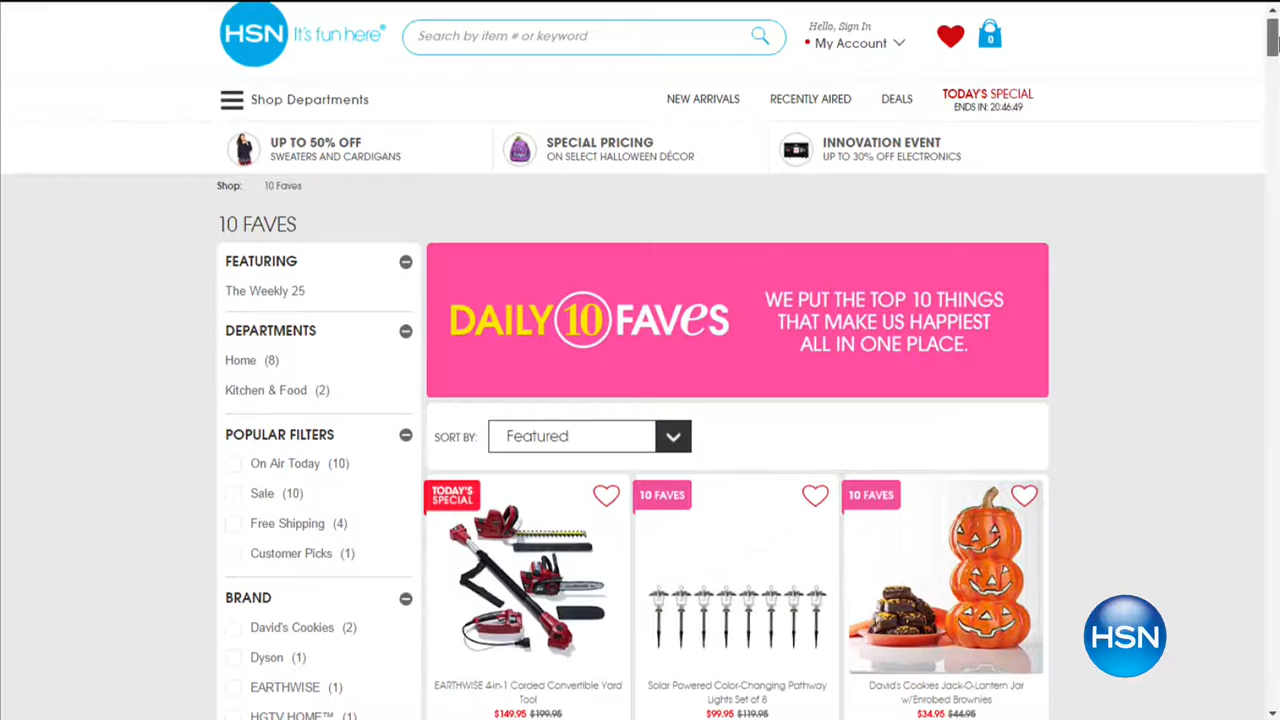 HSN It's fun here®
Search by item # or keyword
Hello, Sign In
My Account
0
Shop Departments
NEW ARRIVALS
RECENTLY AIRED
DEALS
TODAY'S SPECIAL
ENDS IN: 20:46:49
UP TO 50% OFF
SWEATERS AND CARDIGANS
SPECIAL PRICING
ON SELECT HALLOWEEN DÉCOR
INNOVATION EVENT
UP TO 30% OFF ELECTRONICS
Shop: 10 Faves
10 FAVES
FEATURING
The Weekly 25
DEPARTMENTS
Home (8)
Kitchen & Food (2)
POPULAR FILTERS
On Air Today (10)
Sale (10)
Free Shipping (4)
Customer Picks (1)
BRAND
David's Cookies (2)
Dyson (1)
EARTHWISE (1)
HGTV HOME™ (1)
DAILY 10 FAVeS
WE PUT THE TOP 10 THINGS
THAT MAKE US HAPPIEST
ALL IN ONE PLACE.
SORT BY: Featured
TODAY'S
SPECIAL
EARTHWISE 4-in-1 Corded Convertible Yard
Tool
$149.95 $199.95
10 FAVES
Solar Powered Color-Changing Pathway
Lights Set of 8
$99.95 $119.95
10 FAVES
David's Cookies Jack-O-Lantern Jar
w/Enrobed Brownies
$34.95 $44.95
HSN